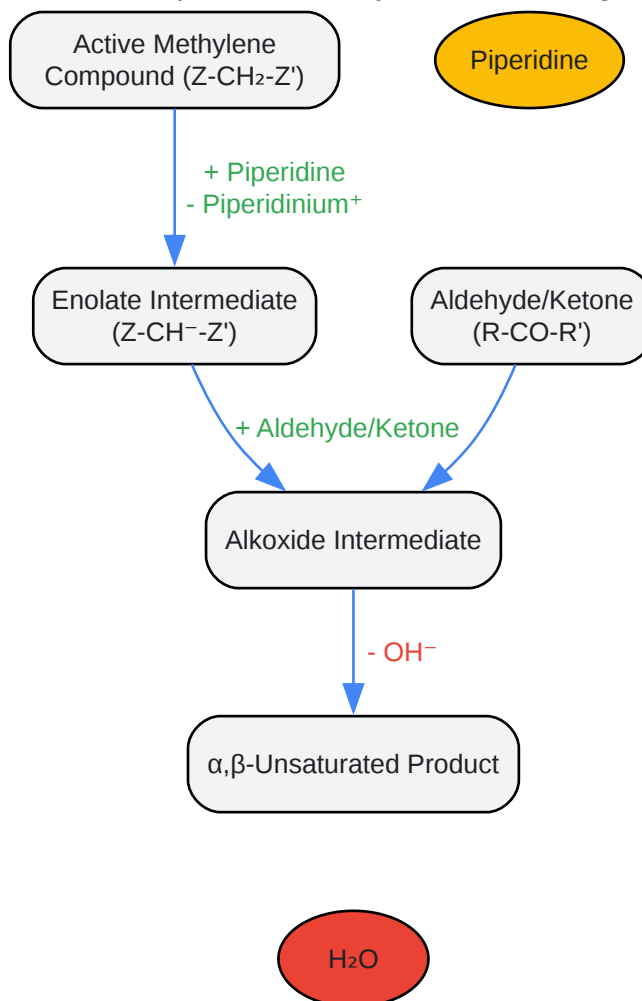 Active Methylene
Compound (Z-CH₂-Z')
Piperidine
+ Piperidine
- Piperidinium⁺
Enolate Intermediate
(Z-CH⁻-Z')
Aldehyde/Ketone
(R-CO-R')
+ Aldehyde/Ketone
Alkoxide Intermediate
- OH⁻
α,β-Unsaturated Product
H₂O